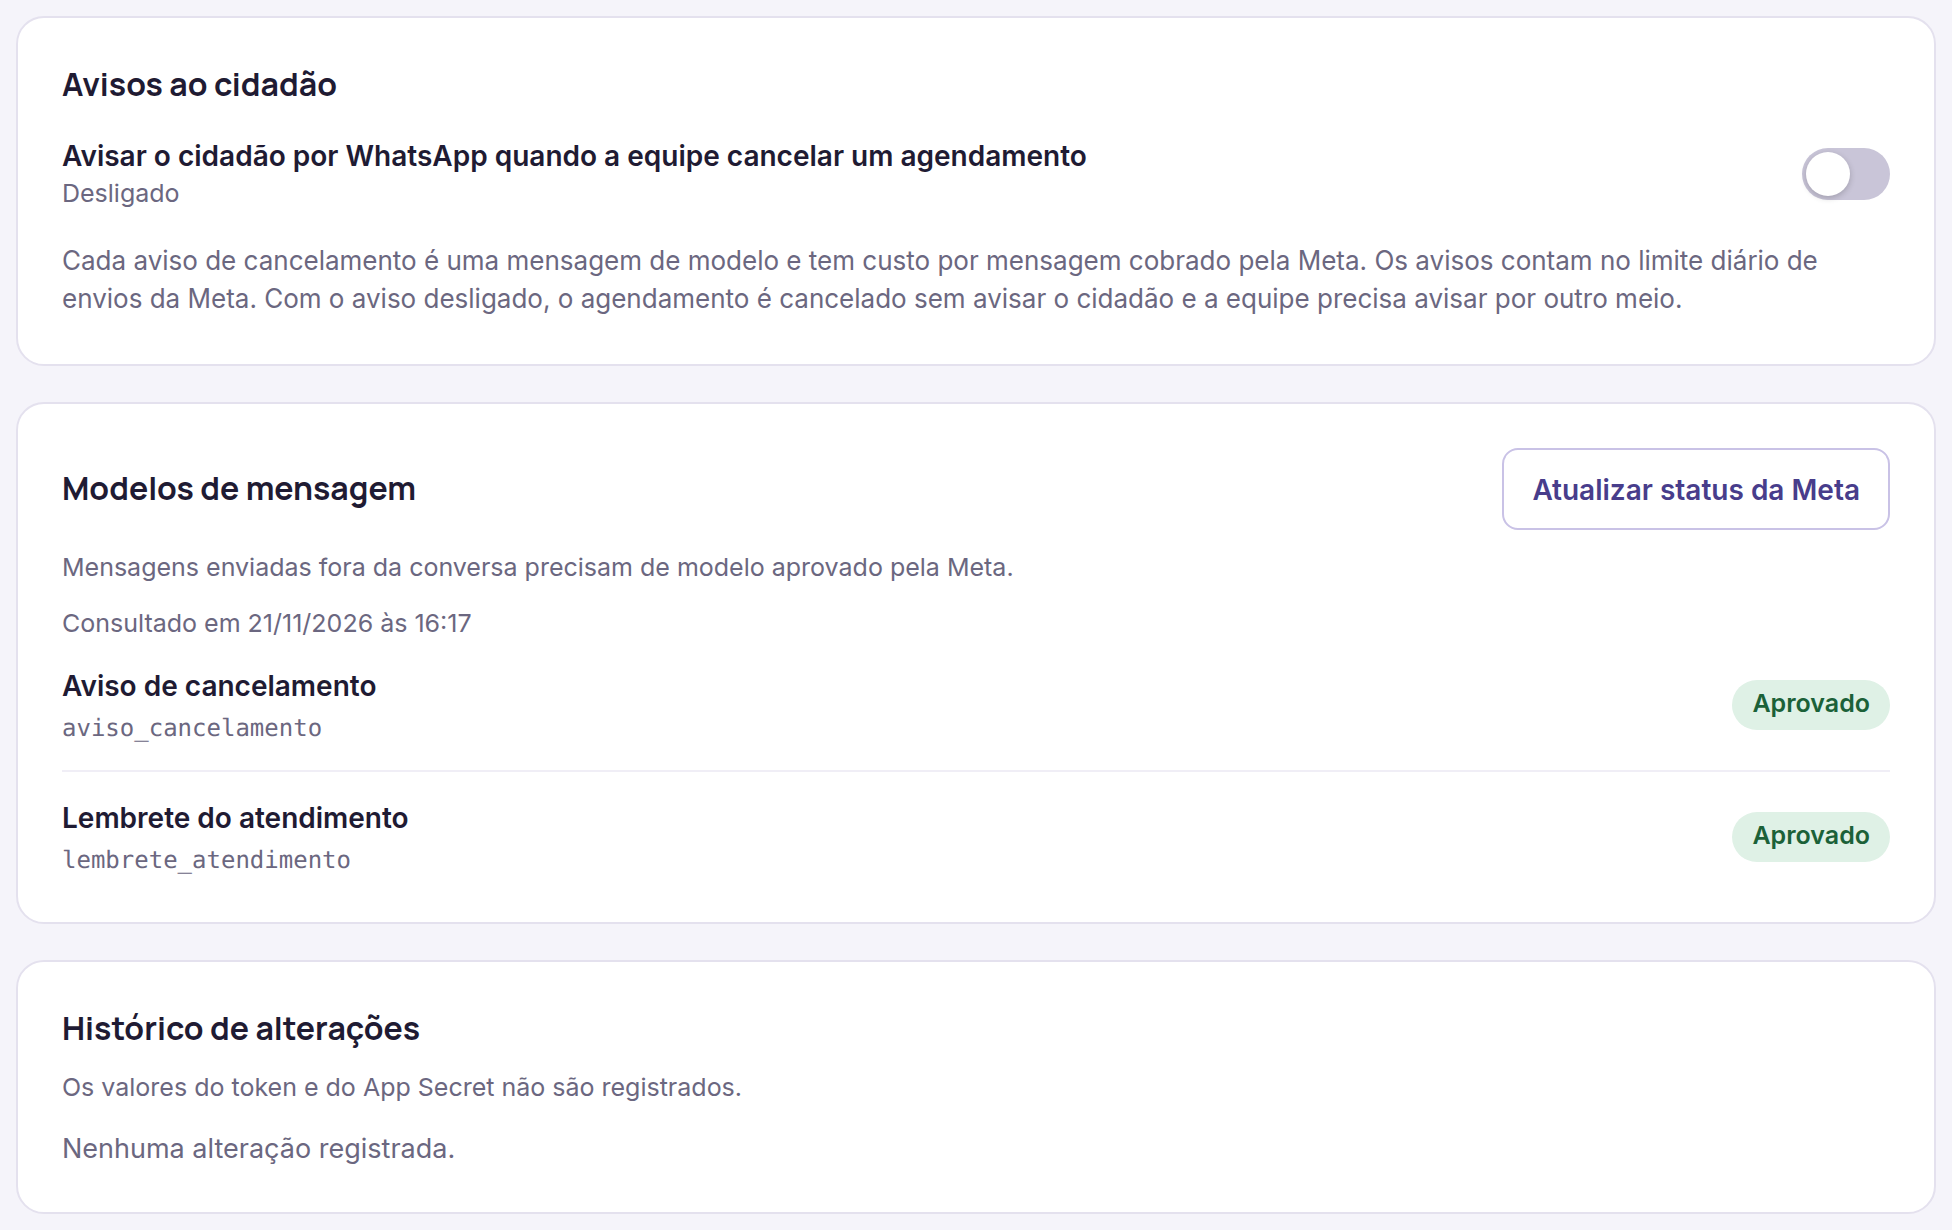 Avisos ao cidadão
Avisar o cidadão por WhatsApp quando a equipe cancelar um agendamento
Desligado
Cada aviso de cancelamento é uma mensagem de modelo e tem custo por mensagem cobrado pela Meta. Os avisos contam no limite diário de
envios da Meta. Com o aviso desligado, o agendamento é cancelado sem avisar o cidadão e a equipe precisa avisar por outro meio.
Modelos de mensagem
Atualizar status da Meta
Mensagens enviadas fora da conversa precisam de modelo aprovado pela Meta.
Consultado em 21/11/2026 às 16:17
Aviso de cancelamento
aviso_cancelamento
Aprovado
Lembrete do atendimento
lembrete_atendimento
Aprovado
Histórico de alterações
Os valores do token e do App Secret não são registrados.
Nenhuma alteração registrada.